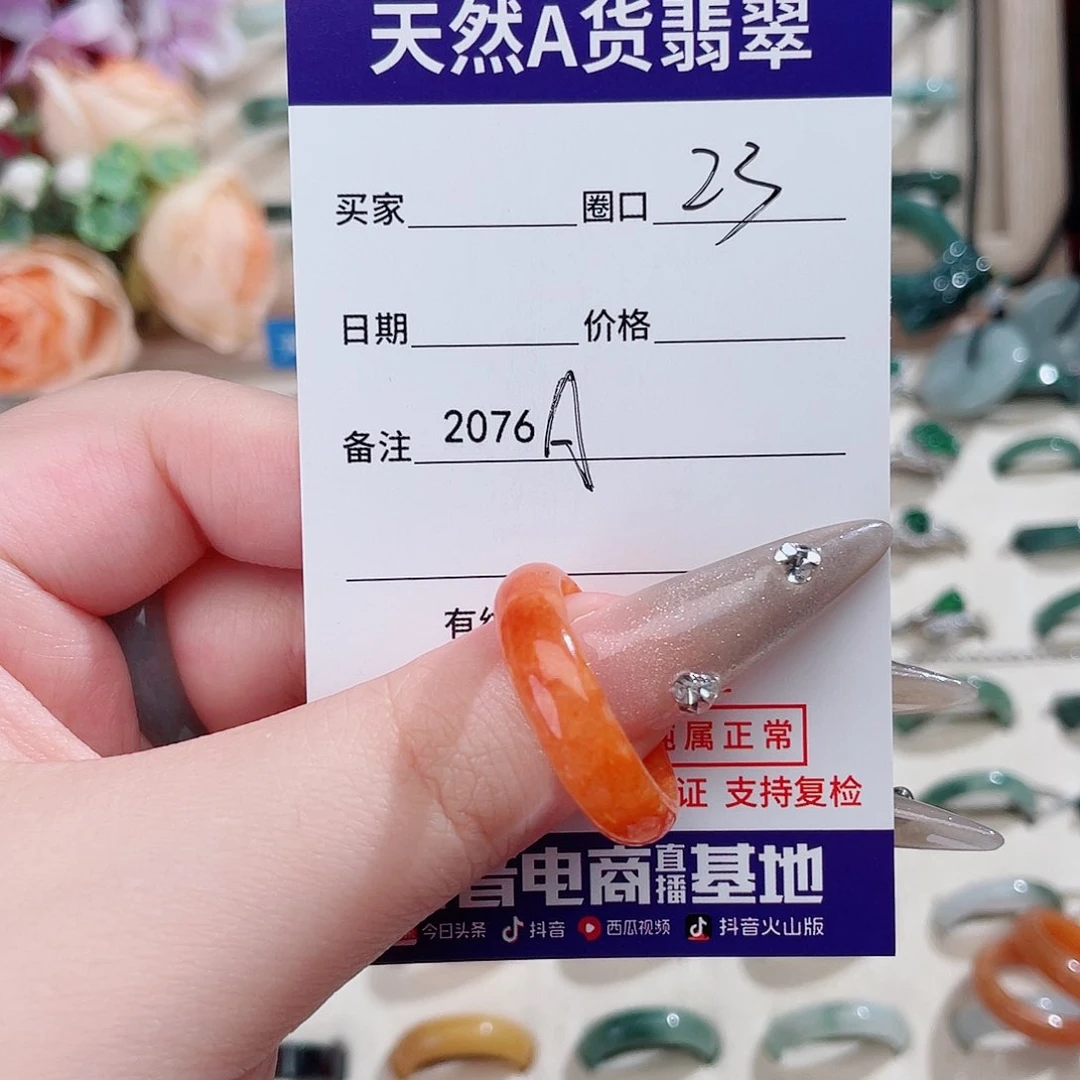 天然A货翡翠
买家 圈口 23
日期 价格
备注 2076A
有
属正常
证 支持复检
音电商直播基地
今日头条 抖音 西瓜视频 抖音火山版